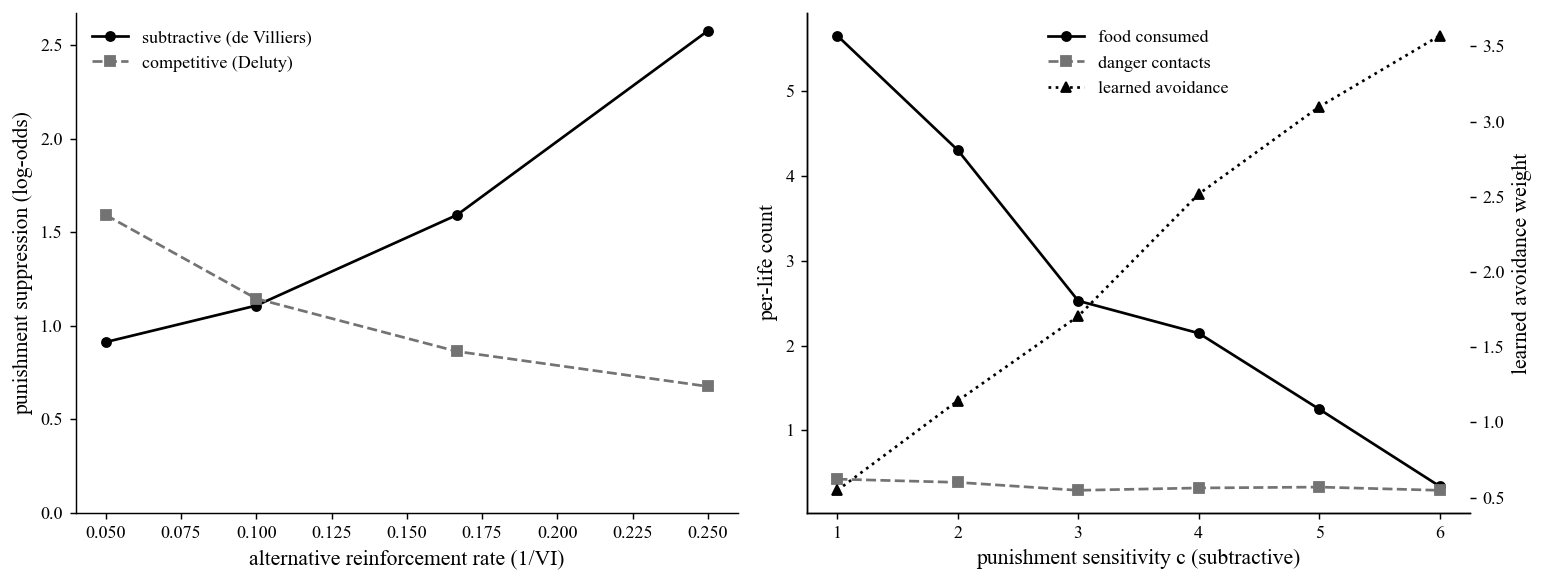 subtractive (de Villiers)
competitive (Deluty)
punishment suppression (log-odds)
2.5
2.0
1.5
1.0
0.5
0.0
0.050 0.075 0.100 0.125 0.150 0.175 0.200 0.225 0.250
alternative reinforcement rate (1/VI)
food consumed
danger contacts
learned avoidance
per-life count
5
4
3
2
1
1 2 3 4 5 6
punishment sensitivity c (subtractive)
3.5
3.0
2.5
2.0
1.5
1.0
0.5
learned avoidance weight